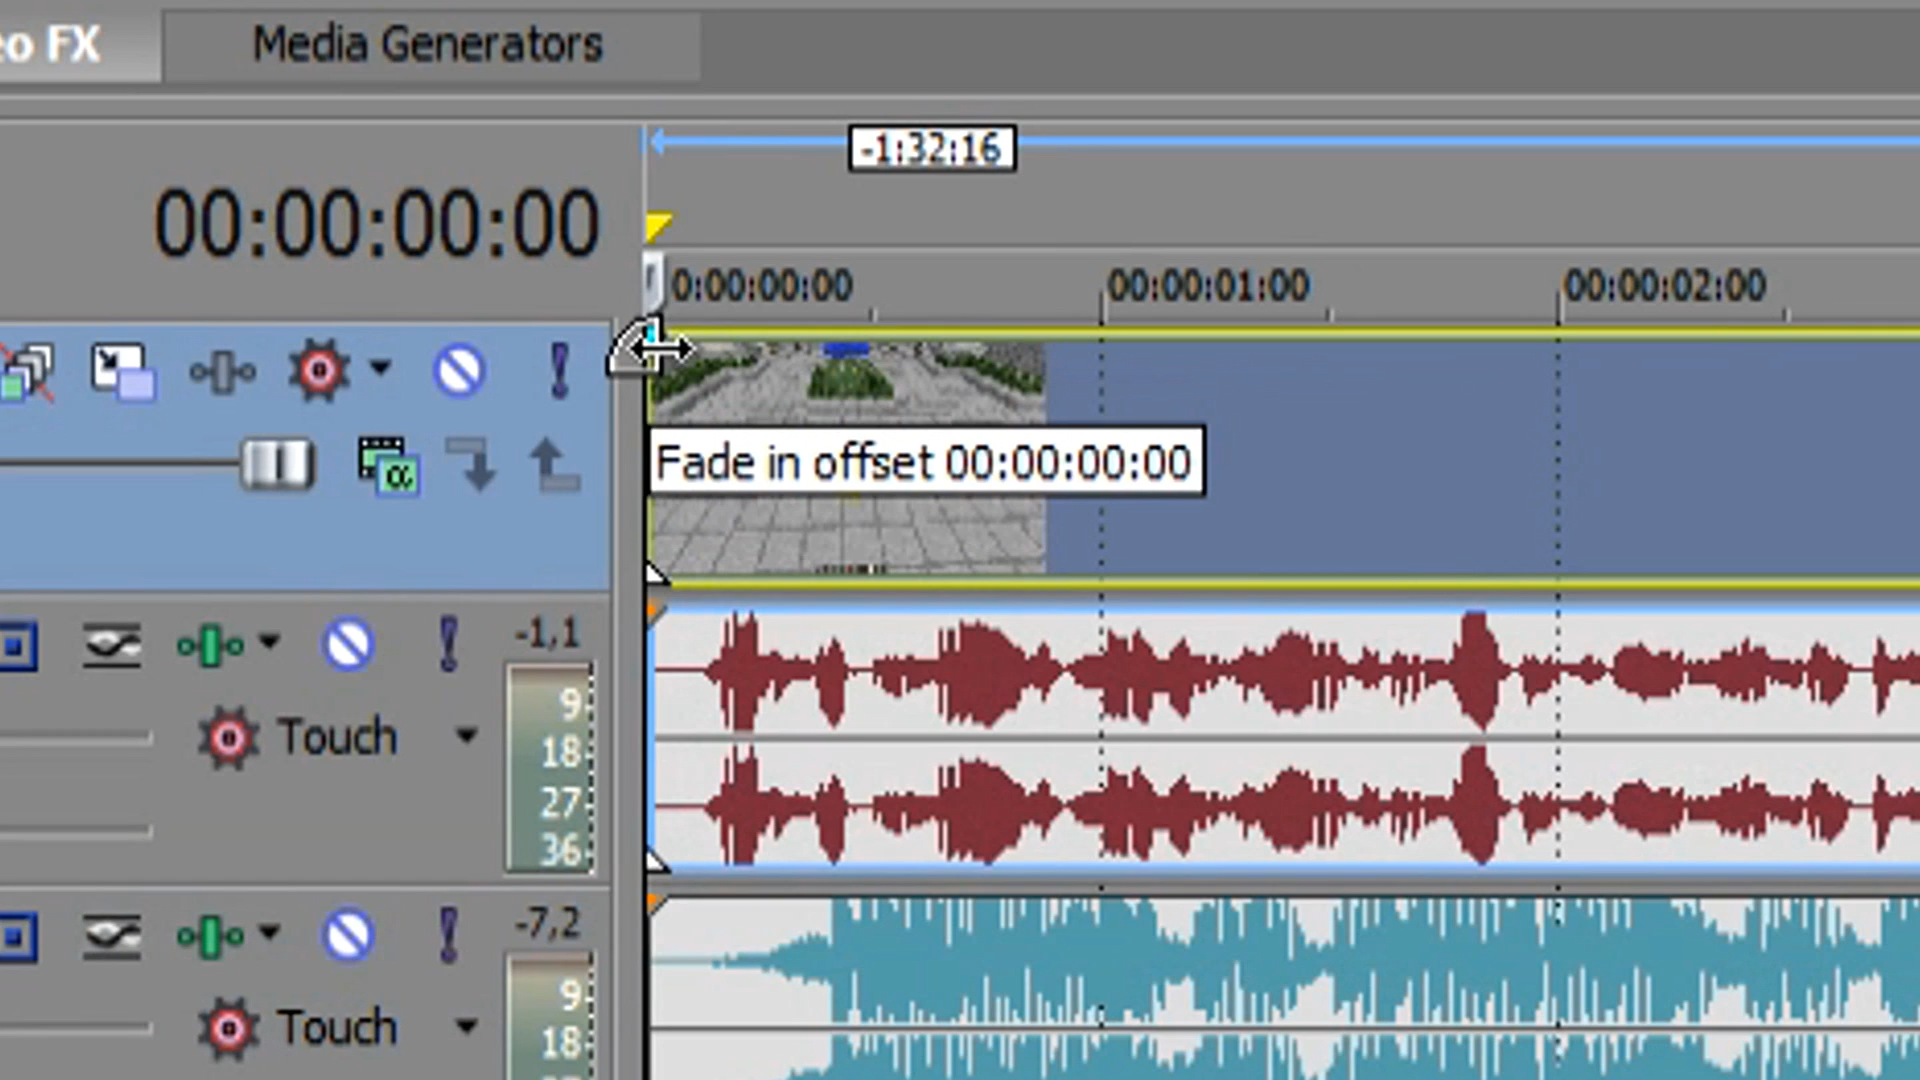 eo FX
Media Generators
-1:32:16
00:00:00:00
0:00:00:00
00:00:01:00
00:00:02:00
Fade in offset 00:00:00:00
-1,1
9
18
Touch
27
36
-7,2
9
Touch
18